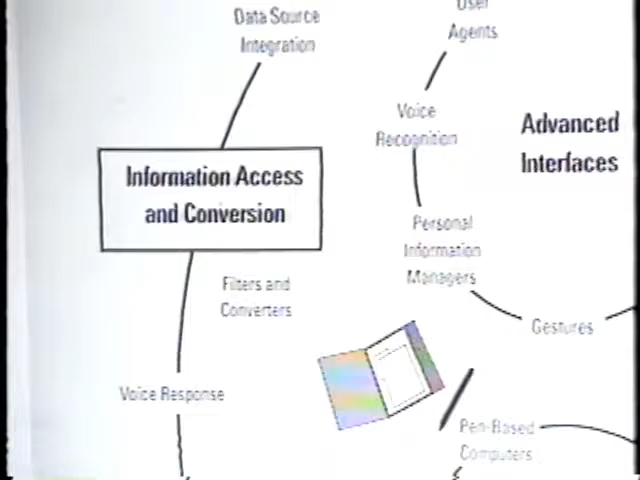 Data Source
Integration
User
Agents
Voice
Recognition
Advanced
Interfaces
Information Access
and Conversion
Personal
Information
Managers
Filters and
Converters
Gestures
Voice Response
Pen-Based
Computers